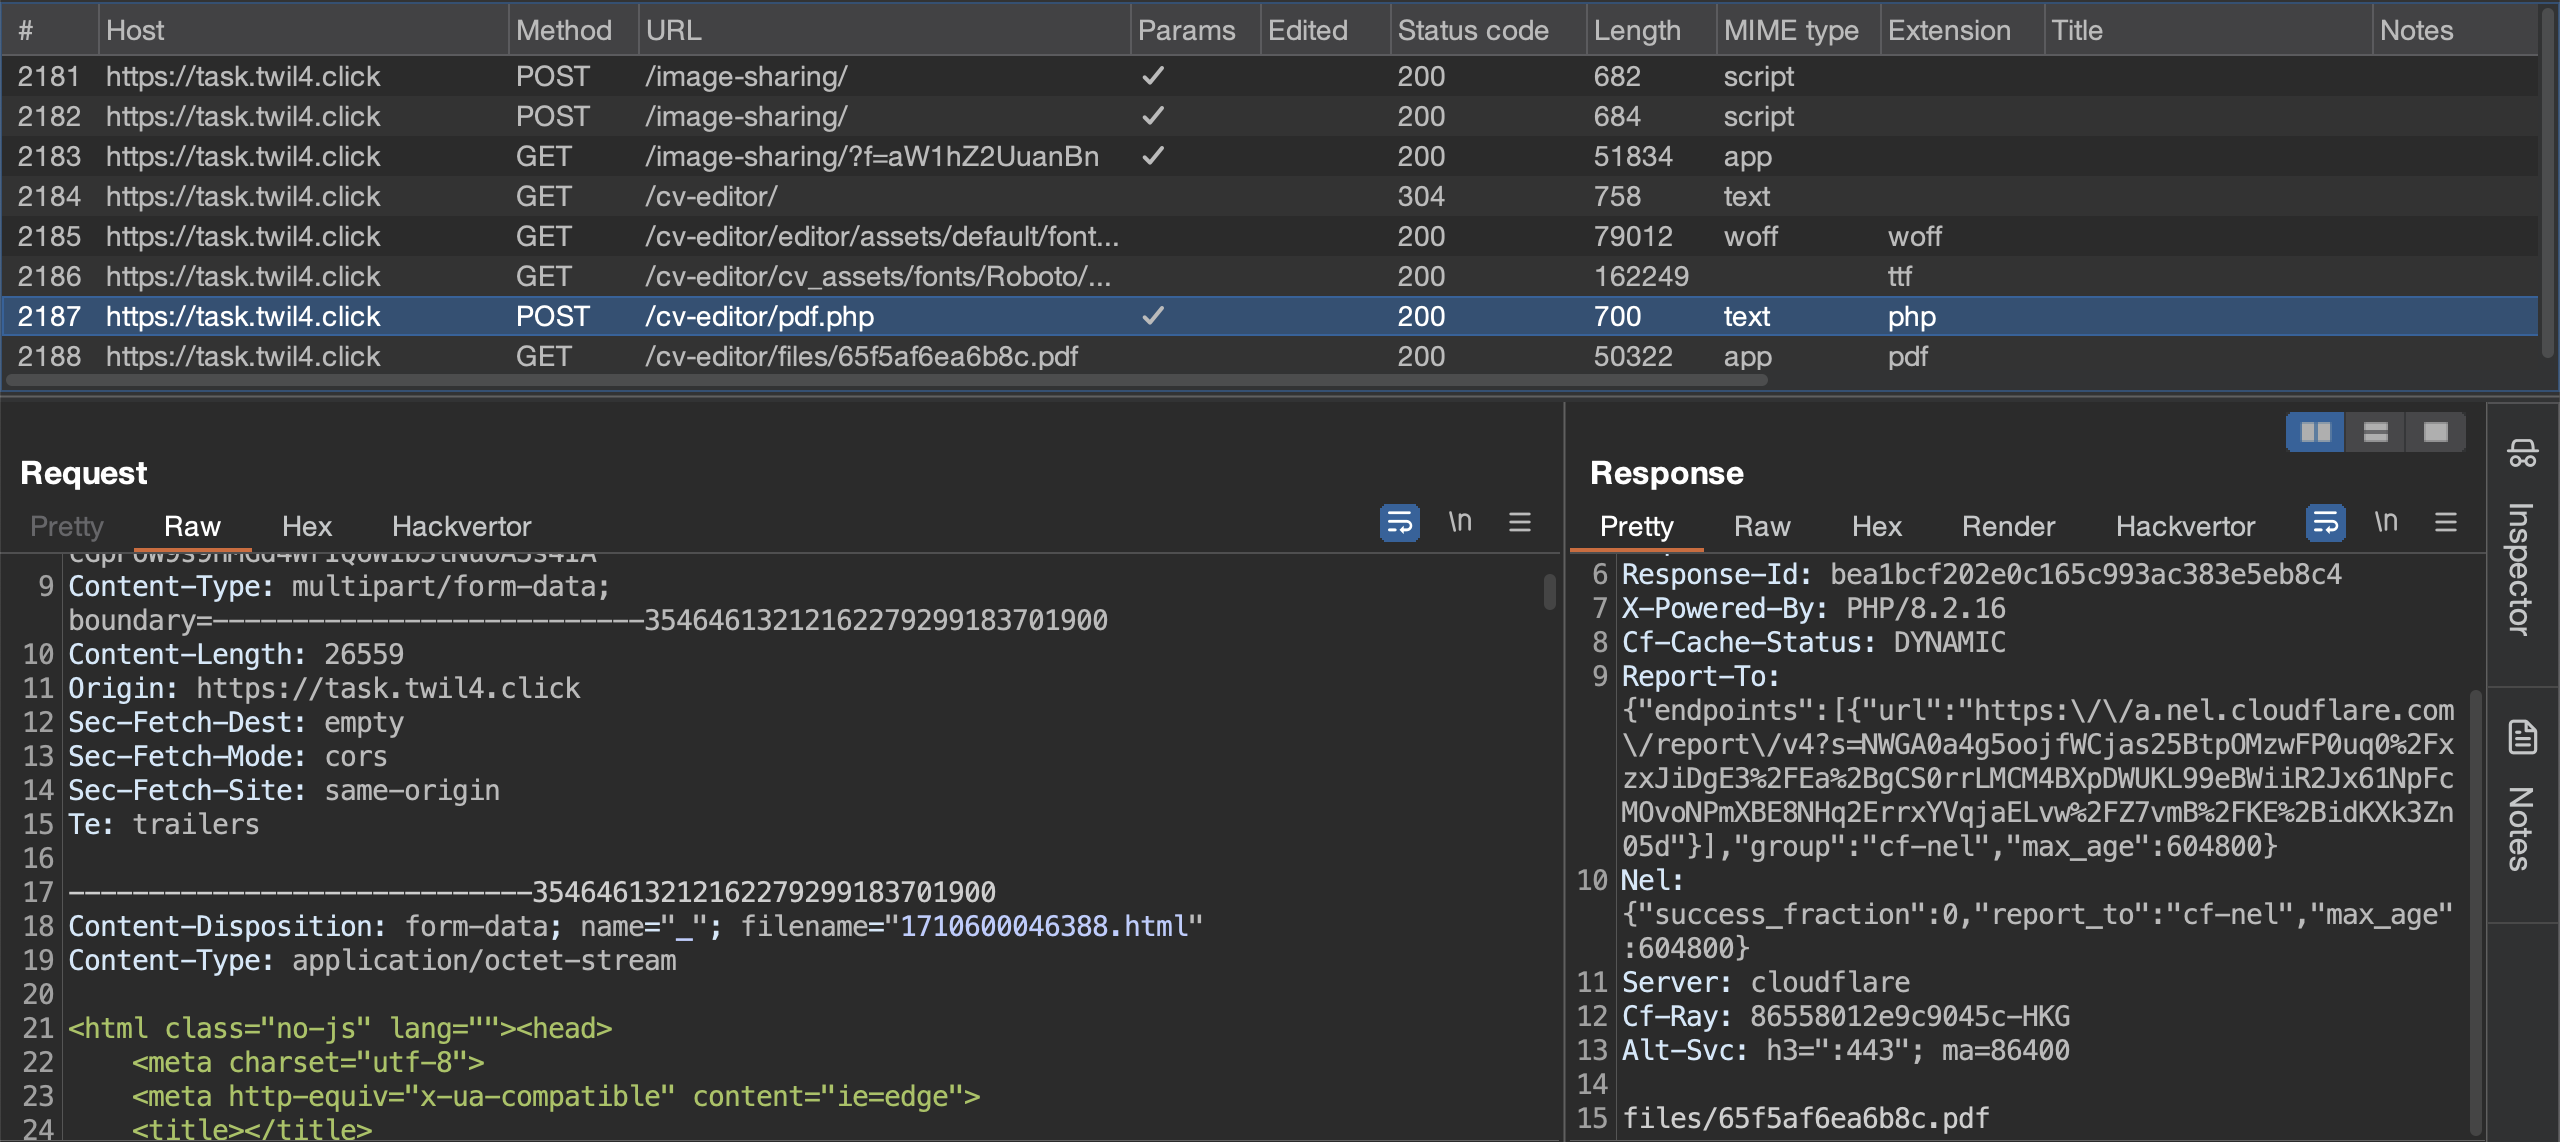 # Host Method URL Params Edited Status code Length MIME type Extension Title Notes
2181 https://task.twil4.click POST /image-sharing/ ✓ 200 682 script
2182 https://task.twil4.click POST /image-sharing/ ✓ 200 684 script
2183 https://task.twil4.click GET /image-sharing/?f=aW1hZ2UuanBn ✓ 200 51834 app
2184 https://task.twil4.click GET /cv-editor/ 304 758 text
2185 https://task.twil4.click GET /cv-editor/editor/assets/default/font... 200 79012 woff woff
2186 https://task.twil4.click GET /cv-editor/cv_assets/fonts/Roboto/... 200 162249 ttf
2187 https://task.twil4.click POST /cv-editor/pdf.php ✓ 200 700 text php
2188 https://task.twil4.click GET /cv-editor/files/65f5af6ea6b8c.pdf 200 50322 app pdf
Request
Pretty Raw Hex Hackvertor \n
9 Content-Type: multipart/form-data;
boundary=---------------------------354646132121622792991837​01900
10 Content-Length: 26559
11 Origin: https://task.twil4.click
12 Sec-Fetch-Dest: empty
13 Sec-Fetch-Mode: cors
14 Sec-Fetch-Site: same-origin
15 Te: trailers
16
17 -----------------------------35464613212162279299183701900
18 Content-Disposition: form-data; name="_"; filename="1710600046388.html"
19 Content-Type: application/octet-stream
20
21 <html class="no-js" lang=""><head>
22 <meta charset="utf-8">
23 <meta http-equiv="x-ua-compatible" content="ie=edge">
24 <title></title>
Response
Pretty Raw Hex Render Hackvertor \n
6 Response-Id: bea1bcf202e0c165c993ac383e5eb8c4
7 X-Powered-By: PHP/8.2.16
8 Cf-Cache-Status: DYNAMIC
9 Report-To:
{"endpoints":[{"url":"https:\/\/a.nel.cloudflare.com
\/report\/v4?s=NWGA0a4g5oojfWCjas25BtpOMzwFP0uq0%2Fx
zxJiDgE3%2FEa%2BgCS0rrLMCM4BXpDWUKL99eBWiiR2Jx61NpFc
MOvoNPmXBE8NHq2ErrxYVqjaELvw%2FZ7vmB%2FKE%2BidKXk3Zn
05d"}],"group":"cf-nel","max_age":604800}
10 Nel:
{"success_fraction":0,"report_to":"cf-nel","max_age"
:604800}
11 Server: cloudflare
12 Cf-Ray: 86558012e9c9045c-HKG
13 Alt-Svc: h3=":443"; ma=86400
14
15 files/65f5af6ea6b8c.pdf
Inspector
Notes